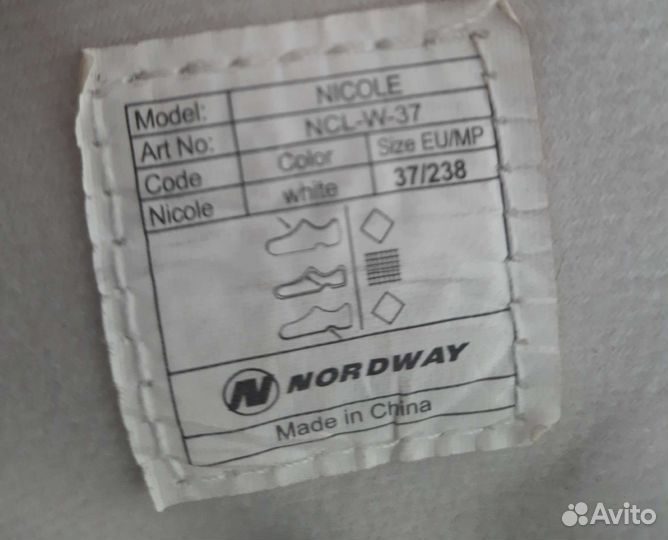 Model: NICOLE
Art No: NCL-W-37
Code Color Size EU/MP
Nicole white 37/238
N NORDWAY
Made in China
Avito